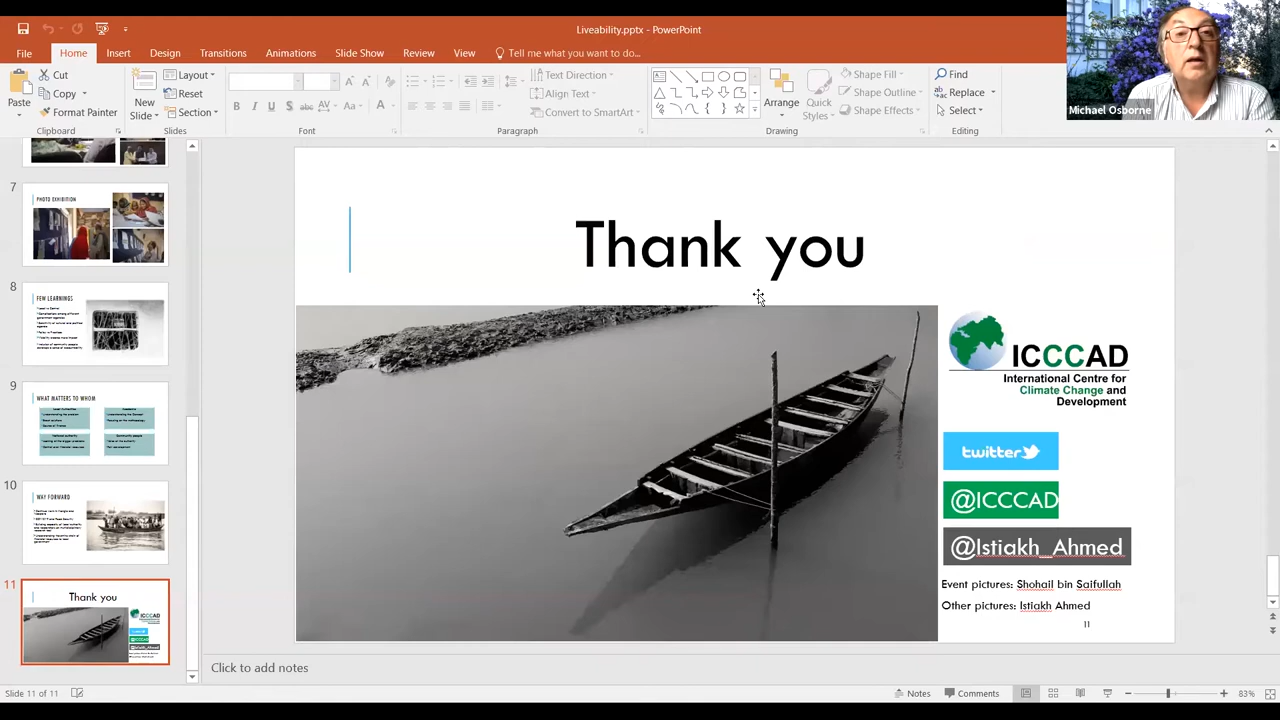 Liveability.pptx - PowerPoint
File Home Insert Design Transitions Animations Slide Show Review View Tell me what you want to do...
Michael Osborne
Paste
Cut
Copy
Format Painter
Clipboard
New Slide
Layout
Reset
Section
Slides
B I U S abc AV Aa A
Font
Text Direction
Align Text
Convert to SmartArt
Paragraph
Arrange
Quick Styles
Shape Fill
Shape Outline
Shape Effects
Drawing
Find
Replace
Select
Editing
7
PHOTO EXHIBITION
8
FEW LEARNINGS
9
WHAT MATTERS TO WHOM
10
WAY FORWARD
11
Thank you
Thank you
ICCCAD
International Centre for
Climate Change and
Development
twitter
@ICCCAD
@Istiakh_Ahmed
Event pictures: Shohail bin Saifullah
Other pictures: Istiakh Ahmed
11
Click to add notes
Slide 11 of 11
Notes Comments 83%